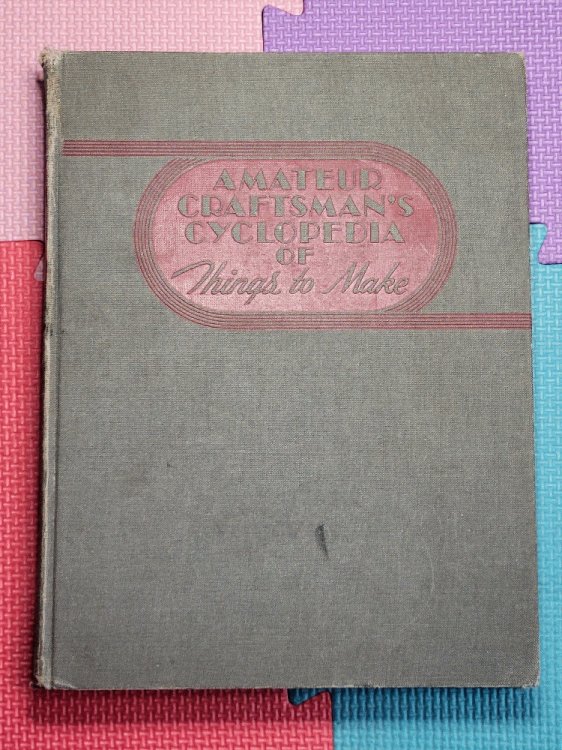 AMATEUR
CRAFTSMAN'S
CYCLOPEDIA
OF
Things to Make